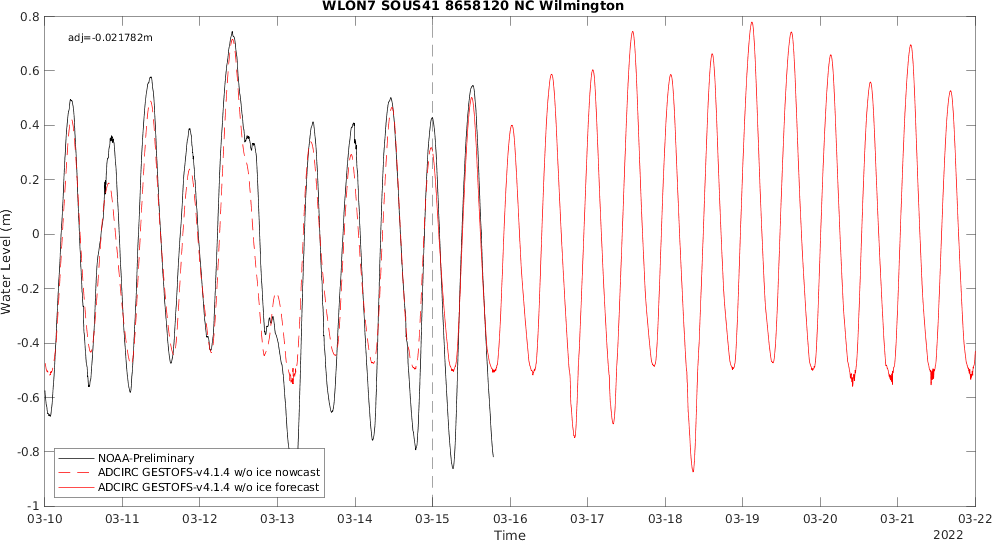 WLON7 SOUS41 8658120 NC Wilmington
adj=-0.021782m
0.8
0.6
0.4
0.2
0
-0.2
-0.4
-0.6
-0.8
-1
Water Level (m)
NOAA-Preliminary
ADCIRC GESTOFS-v4.1.4 w/o ice nowcast
ADCIRC GESTOFS-v4.1.4 w/o ice forecast
03-10 03-11 03-12 03-13 03-14 03-15 03-16 03-17 03-18 03-19 03-20 03-21 03-22
Time
2022